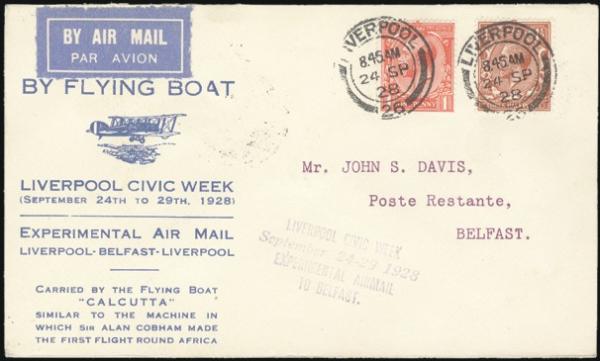 BY AIR MAIL
PAR AVION
BY FLYING BOAT
LIVERPOOL CIVIC WEEK
(SEPTEMBER 24TH TO 29TH, 1928)
EXPERIMENTAL AIR MAIL
LIVERPOOL-BELFAST-LIVERPOOL
CARRIED BY THE FLYING BOAT
"CALCUTTA"
SIMILAR TO THE MACHINE IN
WHICH SIR ALAN COBHAM MADE
THE FIRST FLIGHT ROUND AFRICA
LIVERPOOL
8.45AM
24 SP
28
26
PENNY
1
LIVERPOOL
8.45AM
24 SP
28
Mr. JOHN S. DAVIS,
Poste Restante,
BELFAST.
LIVERPOOL CIVIC WEEK
September 24-29 1928
EXPERIMENTAL AIRMAIL
TO BELFAST.